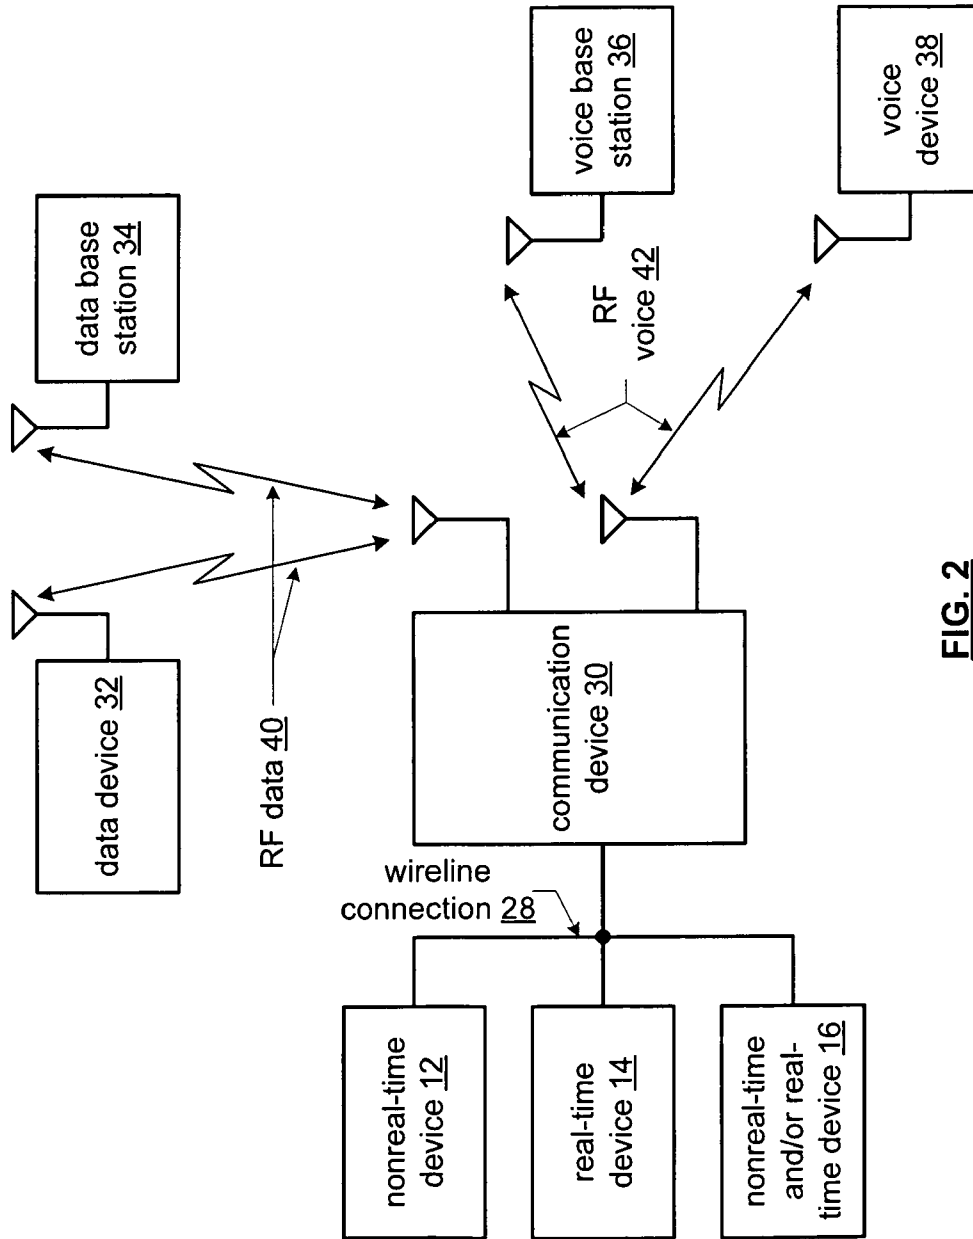 data device 32
data base
station 34
RF data 40
wireline
connection 28
nonreal-time
device 12
real-time
device 14
nonreal-time
and/or real-
time device 16
communication
device 30
RF
voice 42
voice base
station 36
voice
device 38
FIG. 2